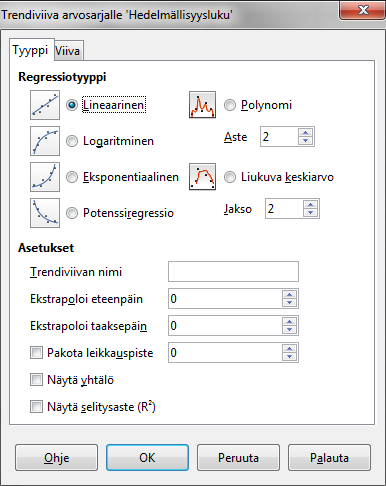 Trendiviiva arvosarjalle 'Hedelmällisyysluku'
Tyyppi Viiva
Regressiotyyppi
Lineaarinen Polynomi
Logaritminen Aste 2
Eksponentiaalinen Liukuva keskiarvo
Potenssiregressio Jakso 2
Asetukset
Trendiviivan nimi
Ekstrapoloi eteenpäin 0
Ekstrapoloi taaksepäin 0
Pakota leikkauspiste 0
Näytä yhtälö
Näytä selitysaste (R²)
Ohje OK Peruuta Palauta